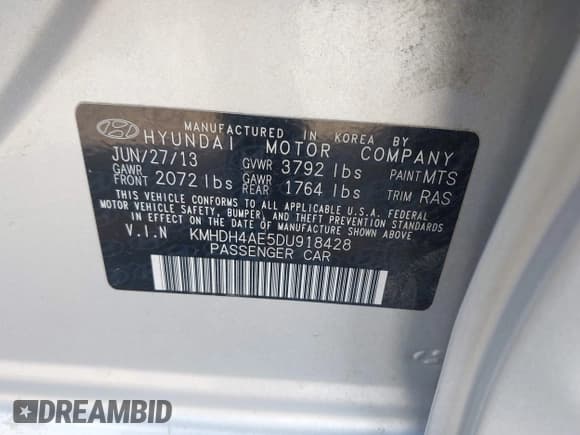 MANUFACTURED IN KOREA BY
HYUNDAI MOTOR COMPANY
JUN/27/13 GVWR 3792 lbs PAINT MTS
GAWR FRONT 2072 lbs GAWR REAR 1764 lbs TRIM RAS
THIS VEHICLE CONFORMS TO ALL APPLICABLE U.S.A. FEDERAL
MOTOR VEHICLE SAFETY, BUMPER, AND THEFT PREVENTION STANDARDS
IN EFFECT ON THE DATE OF MANUFACTURE SHOWN ABOVE.
V.I.N KMHDH4AE5DU918428
PASSENGER CAR
DREAMBID